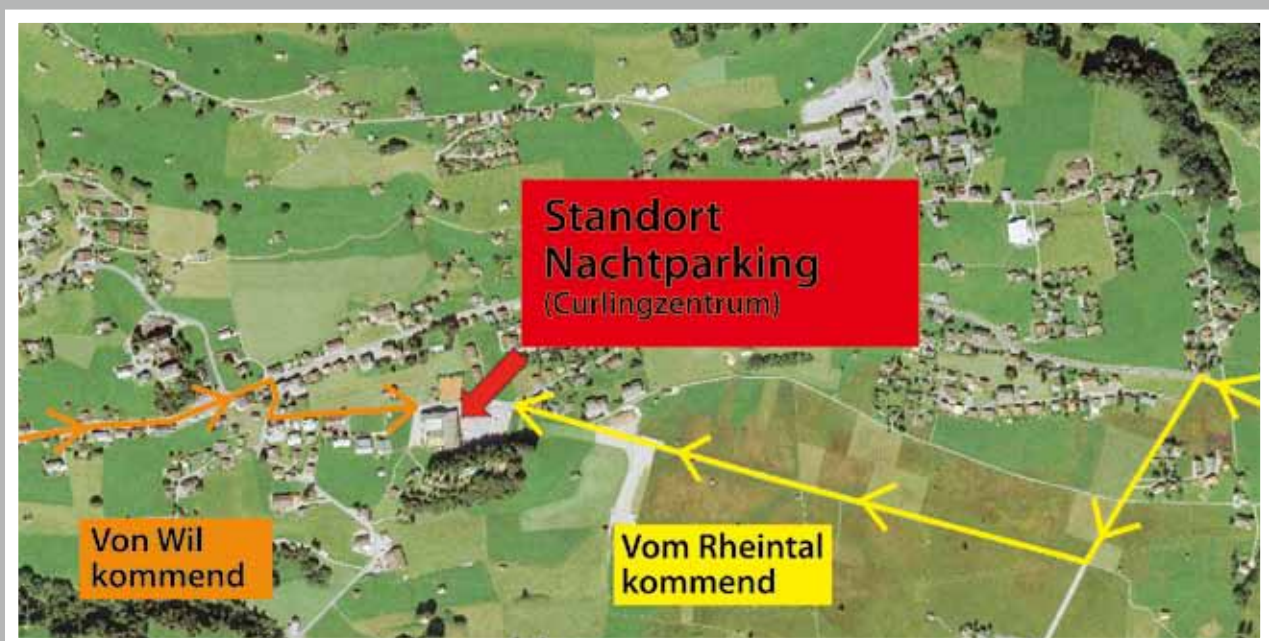 Standort
Nachtparking
(Curlingzentrum)
Von Wil
kommend
Vom Rheintal
kommend